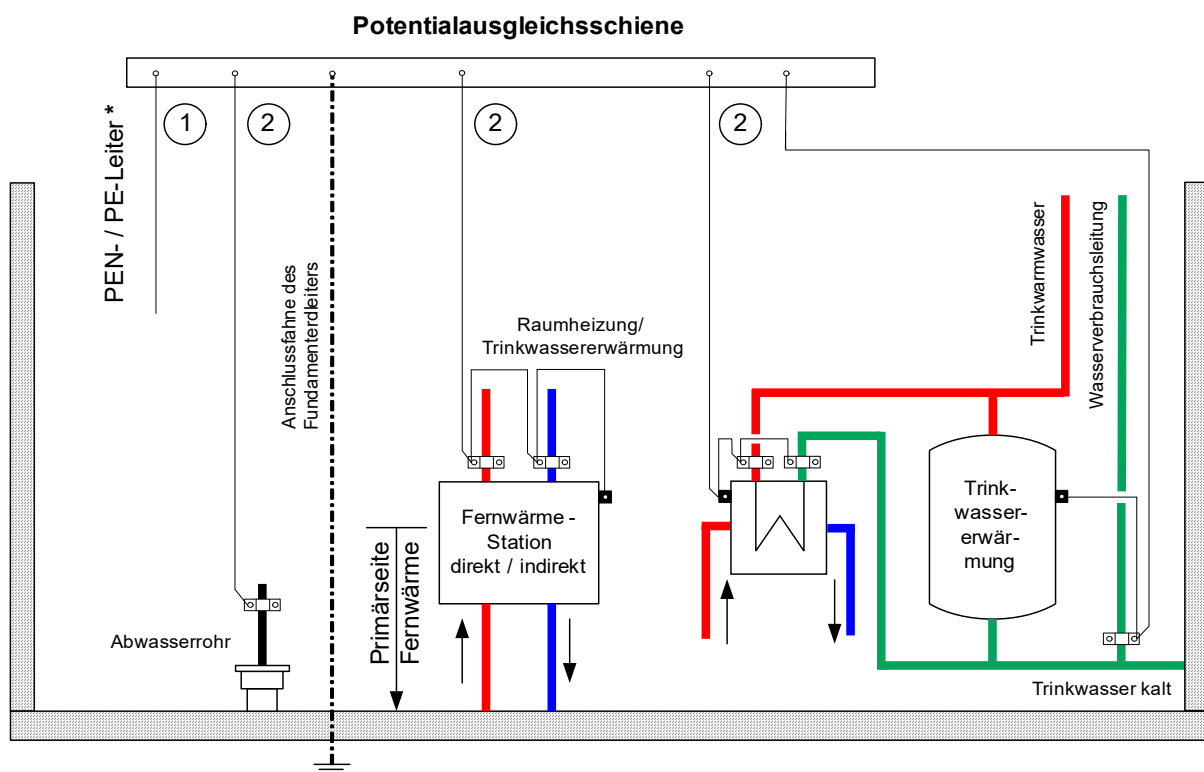 Potentialausgleichsschiene
1
2
2
2
PEN- / PE-Leiter *
Anschlussfahne des
Fundamenterdleiters
Raumheizung/
Trinkwassererwärmung
Trinkwarmwasser
Wasserverbrauchsleitung
Fernwärme -
Station
direkt / indirekt
Trink-
wasser-
erwär-
mung
Primärseite
Fernwärme
Abwasserrohr
Trinkwasser kalt